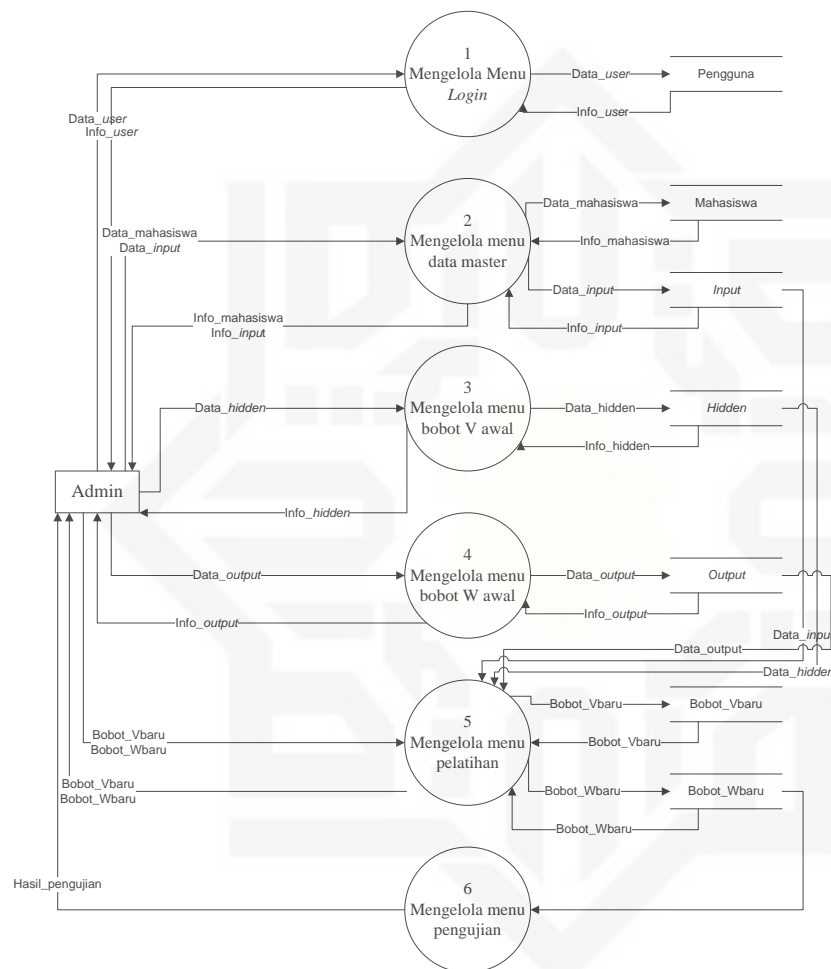 1
Mengelola Menu
Login
Data_user
Pengguna
Info_user
Data_user
Info_user
2
Mengelola menu
data master
Data_mahasiswa
Mahasiswa
Info_mahasiswa
Data_mahasiswa
Data_input
Data_input
Input
Info_input
Info_mahasiswa
Info_input
3
Mengelola menu
bobot V awal
Data_hidden
Data_hidden
Hidden
Info_hidden
Admin
Info_hidden
4
Mengelola menu
bobot W awal
Data_output
Data_output
Output
Info_output
Info_output
Data_input
Data_output
Data_hidden
5
Mengelola menu
pelatihan
Bobot_Vbaru
Bobot_Vbaru
Bobot_Vbaru
Bobot_Vbaru
Bobot_Wbaru
Bobot_Wbaru
Bobot_Wbaru
Bobot_Vbaru
Bobot_Wbaru
Bobot_Wbaru
6
Mengelola menu
pengujian
Hasil_pengujian